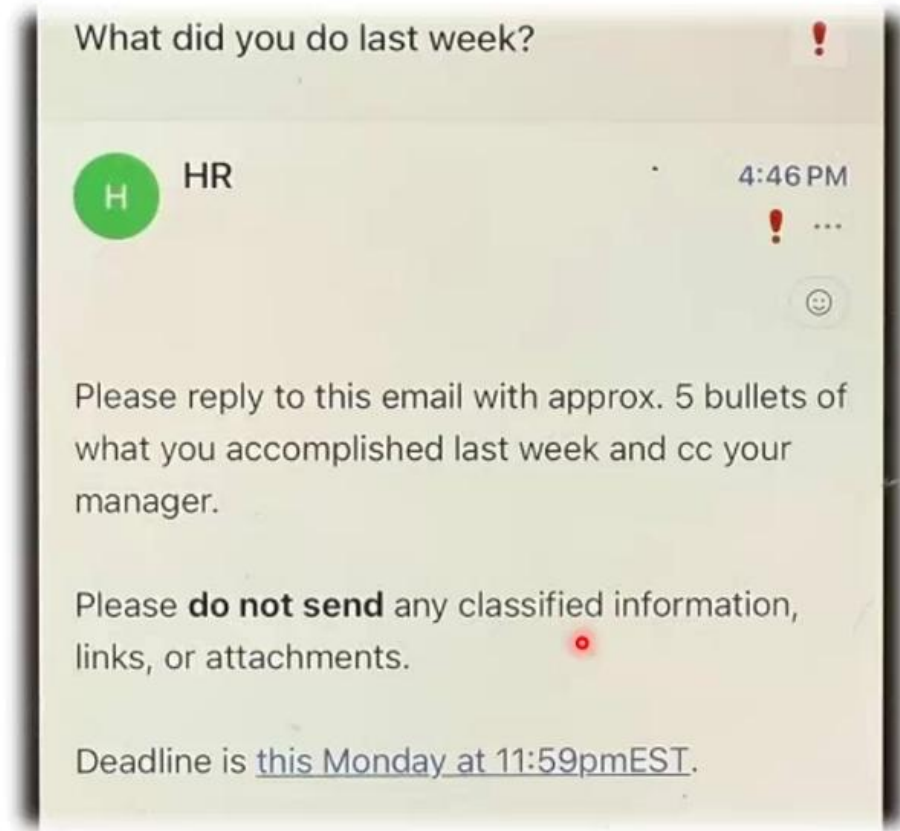 What did you do last week?
H
HR
4:46 PM
Please reply to this email with approx. 5 bullets of
what you accomplished last week and cc your
manager.
Please do not send any classified information,
links, or attachments.
Deadline is this Monday at 11:59pmEST.